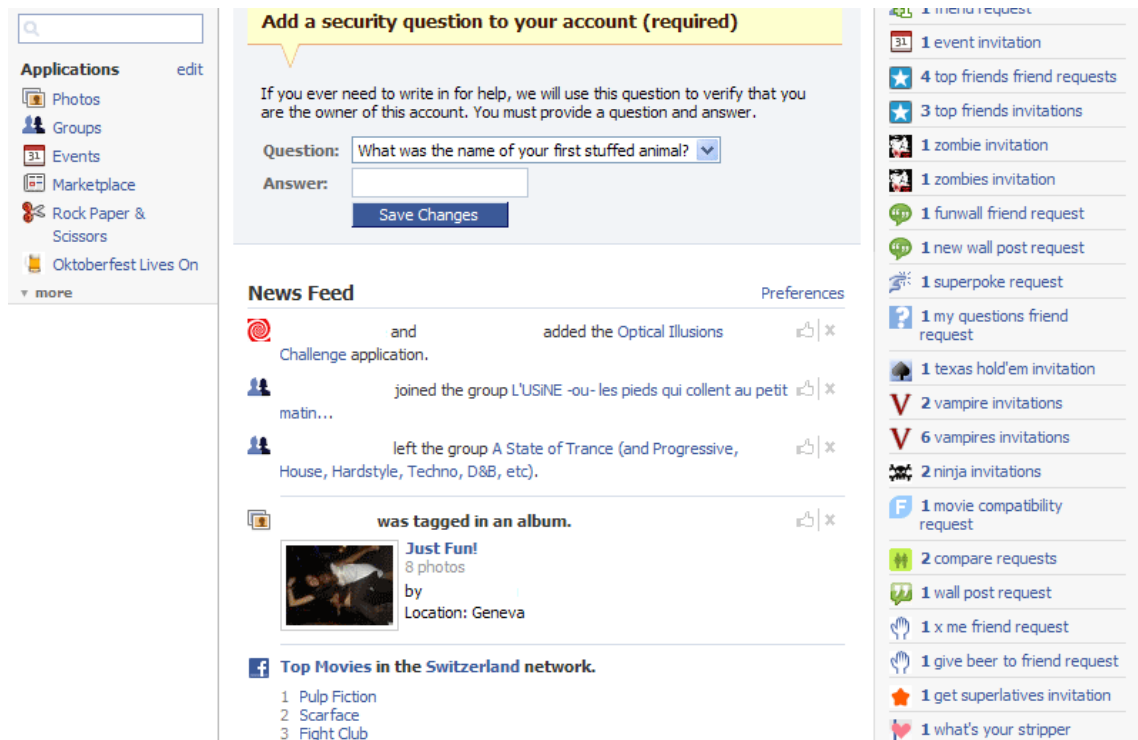 Applications edit
Photos
Groups
31 Events
Marketplace
Rock Paper &
Scissors
Oktoberfest Lives On
more
Add a security question to your account (required)
If you ever need to write in for help, we will use this question to verify that you
are the owner of this account. You must provide a question and answer.
Question: What was the name of your first stuffed animal?
Answer:
Save Changes
News Feed Preferences
and added the Optical Illusions
Challenge application.
joined the group L'USiNE -ou- les pieds qui collent au petit
matin...
left the group A State of Trance (and Progressive,
House, Hardstyle, Techno, D&B, etc).
was tagged in an album.
Just Fun!
8 photos
by
Location: Geneva
Top Movies in the Switzerland network.
1 Pulp Fiction
2 Scarface
3 Fight Club
1 friend request
31 1 event invitation
4 top friends friend requests
3 top friends invitations
1 zombie invitation
1 zombies invitation
1 funwall friend request
1 new wall post request
1 superpoke request
? 1 my questions friend
request
1 texas hold'em invitation
V 2 vampire invitations
V 6 vampires invitations
2 ninja invitations
F 1 movie compatibility
request
2 compare requests
1 wall post request
1 x me friend request
1 give beer to friend request
1 get superlatives invitation
1 what's your stripper